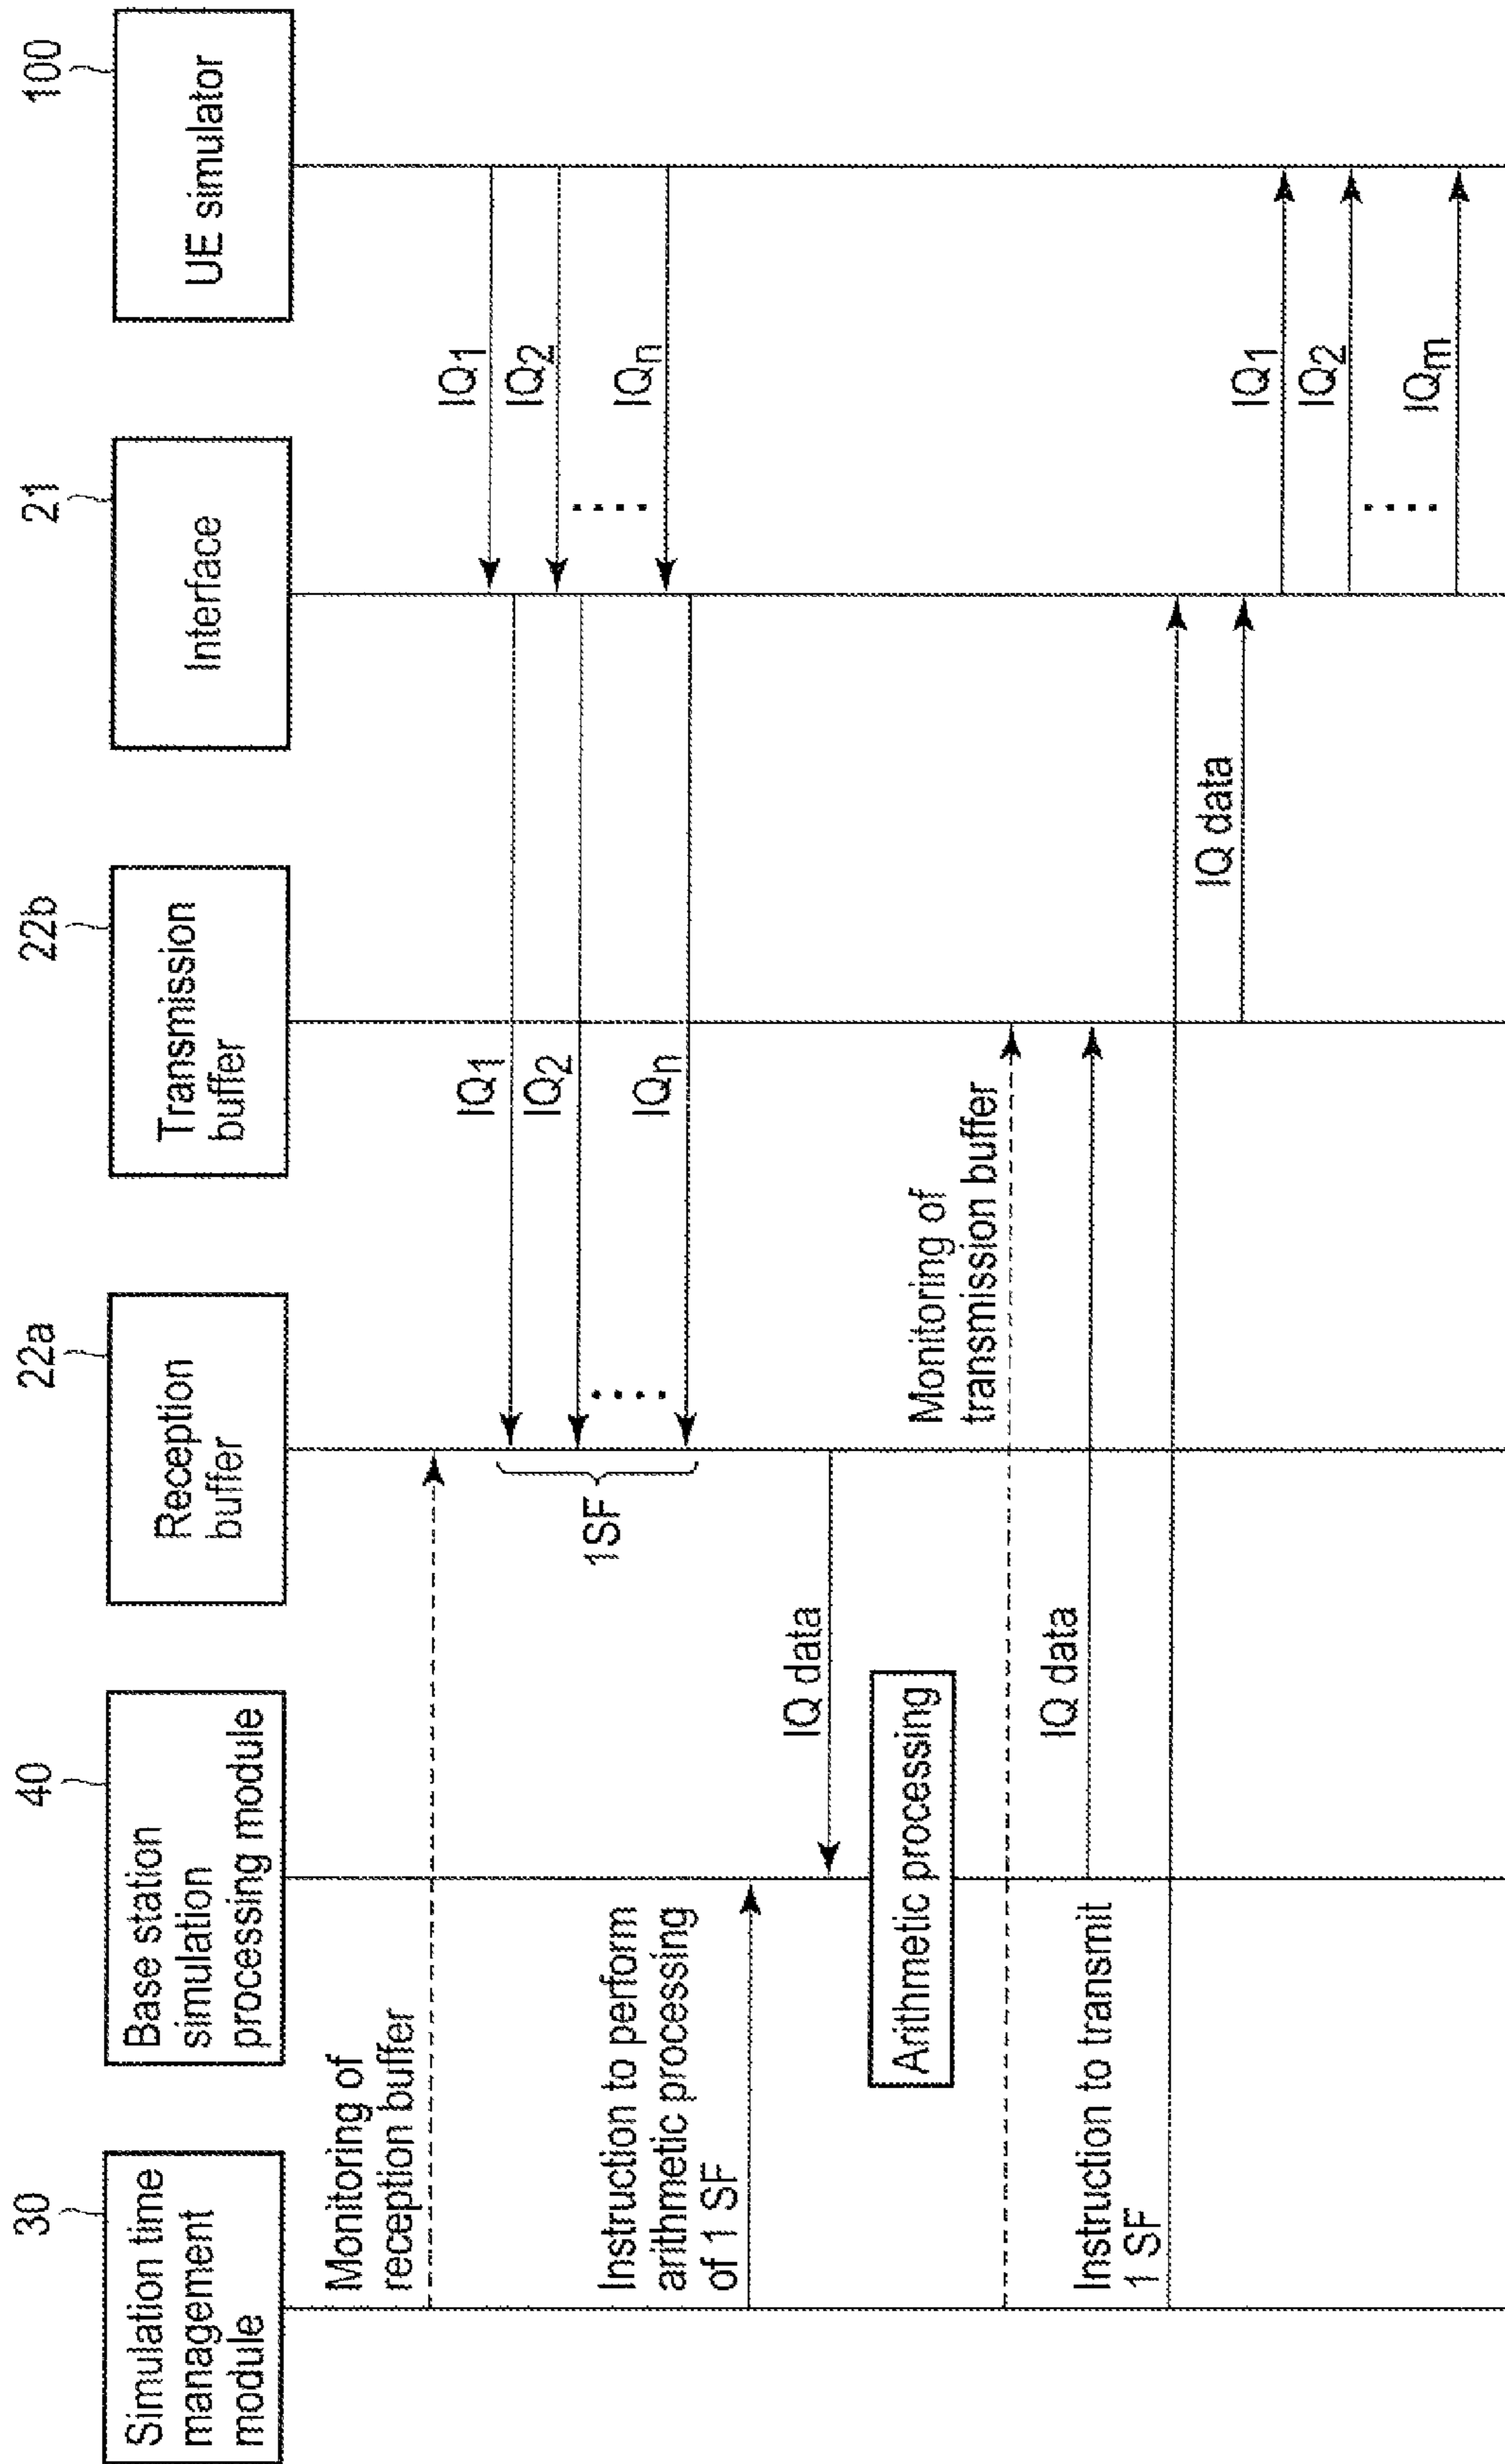 30
Simulation time
management
module
40
Base station
simulation
processing module
22a
Reception
buffer
22b
Transmission
buffer
21
Interface
100
UE simulator
Monitoring of
reception buffer
IQ1
IQ2
....
IQn
IQ1
IQ2
....
IQn
1SF
Instruction to perform
arithmetic processing
of 1 SF
IQ data
Arithmetic processing
Monitoring of
transmission buffer
IQ data
Instruction to transmit
1 SF
IQ data
IQ1
IQ2
....
IQm